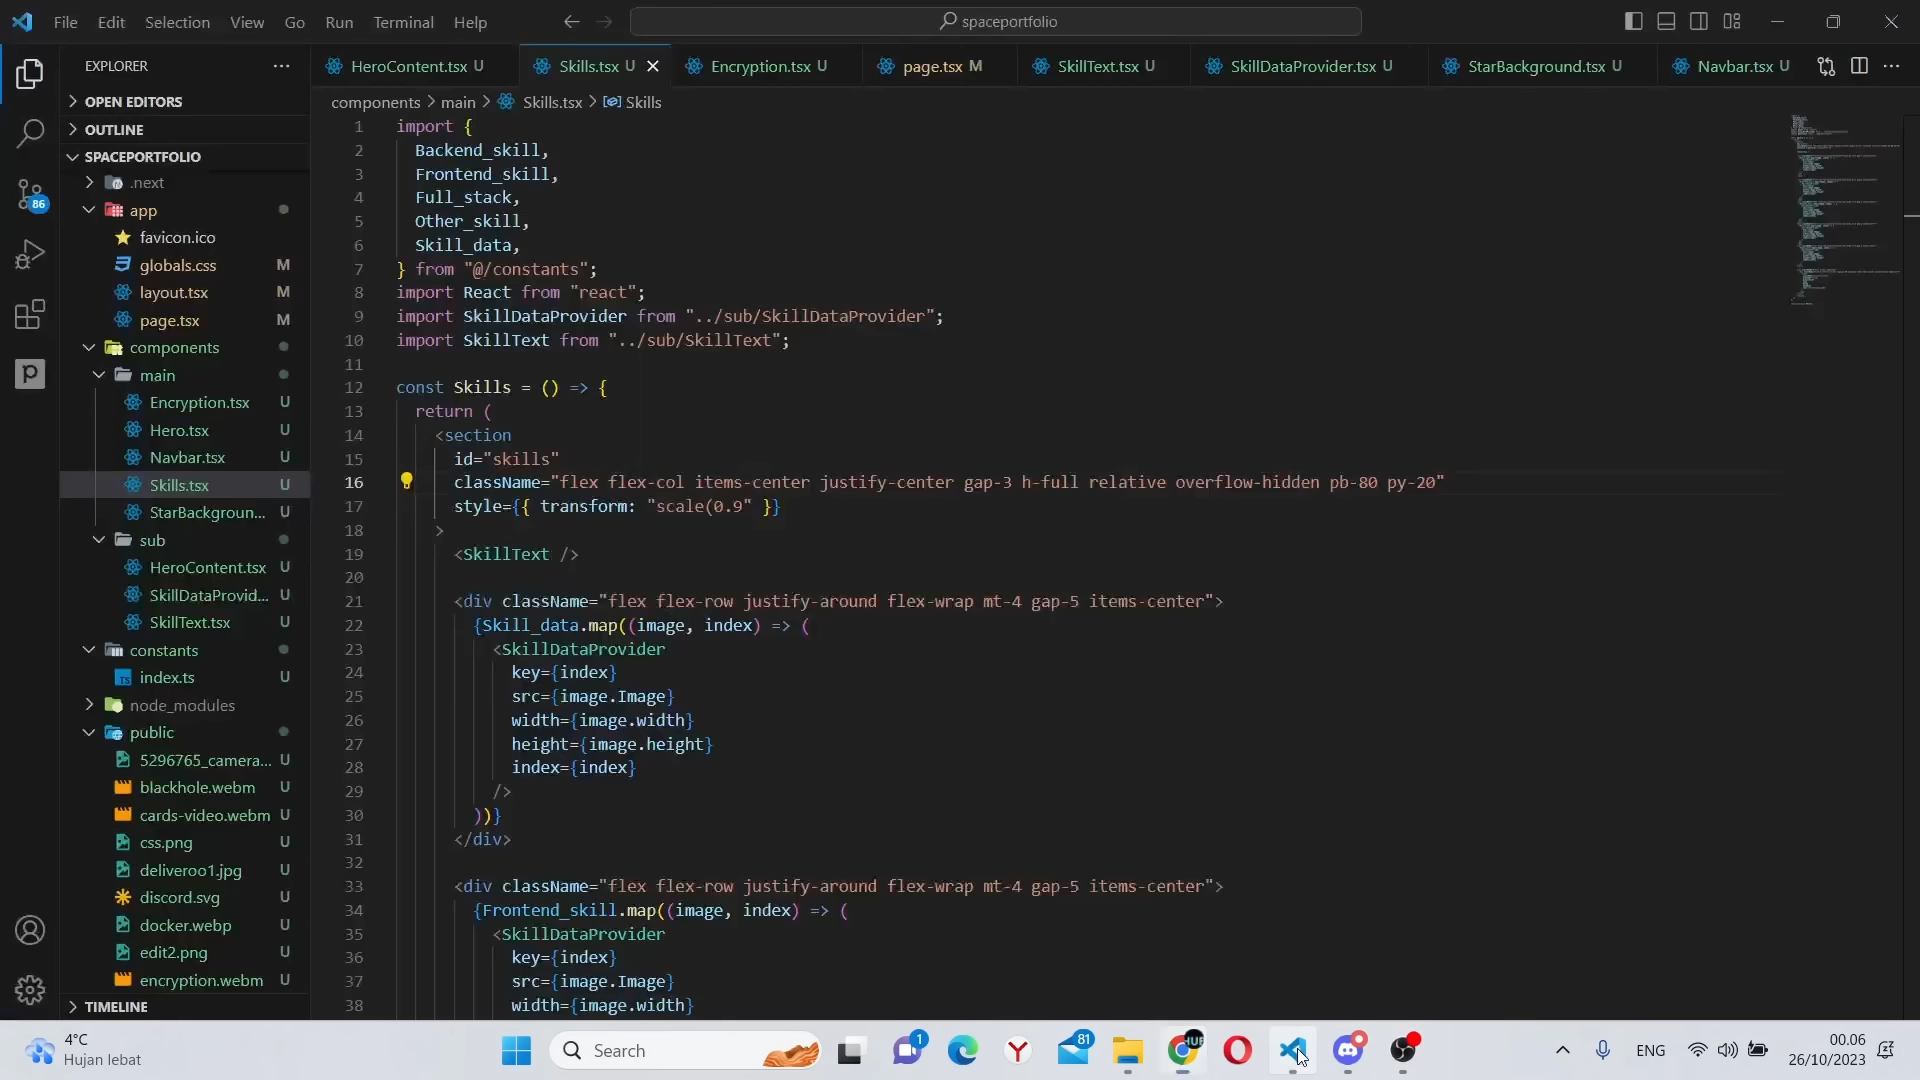 File Edit Selection View Go Run Terminal Help
spaceportfolio
EXPLORER
OPEN EDITORS
OUTLINE
SPACEPORTFOLIO
.next
app
favicon.ico
globals.css M
layout.tsx M
page.tsx M
components
main
Encryption.tsx U
Hero.tsx U
Navbar.tsx U
Skills.tsx U
StarBackgroun... U
sub
HeroContent.tsx U
SkillDataProvid... U
SkillText.tsx U
constants
index.ts U
node_modules
public
5296765_camera... U
blackhole.webm U
cards-video.webm U
css.png U
deliveroo1.jpg U
discord.svg U
docker.webp U
edit2.png U
encryption.webm U
TIMELINE
86
HeroContent.tsx U Skills.tsx U Encryption.tsx U page.tsx M SkillText.tsx U SkillDataProvider.tsx U StarBackground.tsx U Navbar.tsx U
components > main > Skills.tsx > Skills
1 import {
2 Backend_skill,
3 Frontend_skill,
4 Full_stack,
5 Other_skill,
6 Skill_data,
7 } from "@/constants";
8 import React from "react";
9 import SkillDataProvider from "../sub/SkillDataProvider";
10 import SkillText from "../sub/SkillText";
11
12 const Skills = () => {
13 return (
14 <section
15 id="skills"
16 className="flex flex-col items-center justify-center gap-3 h-full relative overflow-hidden pb-80 py-20"
17 style={{ transform: "scale(0.9" }}
18 >
19 <SkillText />
20
21 <div className="flex flex-row justify-around flex-wrap mt-4 gap-5 items-center">
22 {Skill_data.map((image, index) => (
23 <SkillDataProvider
24 key={index}
25 src={image.Image}
26 width={image.width}
27 height={image.height}
28 index={index}
29 />
30 ))}
31 </div>
32
33 <div className="flex flex-row justify-around flex-wrap mt-4 gap-5 items-center">
34 {Frontend_skill.map((image, index) => (
35 <SkillDataProvider
36 key={index}
37 src={image.Image}
38 width={image.width}
4°C
Hujan lebat
Search
1
81
HUB
ENG
00.06
26/10/2023